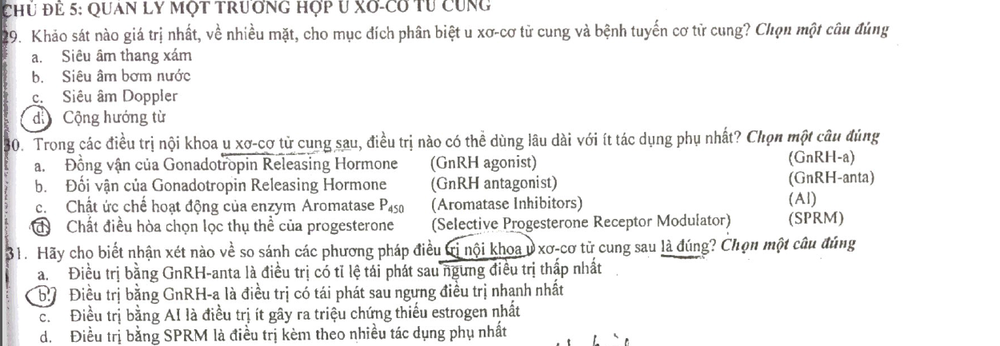 CHỦ ĐỀ 5: QUẢN LÝ MỘT TRƯỜNG HỢP U XƠ-CƠ TỬ CUNG
29. Khảo sát nào giá trị nhất, về nhiều mặt, cho mục đích phân biệt u xơ-cơ tử cung và bệnh tuyến cơ tử cung? Chọn một câu đúng
a. Siêu âm thang xám
b. Siêu âm bơm nước
c. Siêu âm Doppler
d. Cộng hưởng từ
30. Trong các điều trị nội khoa u xơ-cơ tử cung sau, điều trị nào có thể dùng lâu dài với ít tác dụng phụ nhất? Chọn một câu đúng
a. Đồng vận của Gonadotropin Releasing Hormone (GnRH agonist) (GnRH-a)
b. Đối vận của Gonadotropin Releasing Hormone (GnRH antagonist) (GnRH-anta)
c. Chất ức chế hoạt động của enzym Aromatase P450 (Aromatase Inhibitors) (AI)
d. Chất điều hòa chọn lọc thụ thể của progesterone (Selective Progesterone Receptor Modulator) (SPRM)
31. Hãy cho biết nhận xét nào về so sánh các phương pháp điều trị nội khoa u xơ-cơ tử cung sau là đúng? Chọn một câu đúng
a. Điều trị bằng GnRH-anta là điều trị có tỉ lệ tái phát sau ngưng điều trị thấp nhất
b. Điều trị bằng GnRH-a là điều trị có tái phát sau ngưng điều trị nhanh nhất
c. Điều trị bằng AI là điều trị ít gây ra triệu chứng thiếu estrogen nhất
d. Điều trị bằng SPRM là điều trị kèm theo nhiều tác dụng phụ nhất